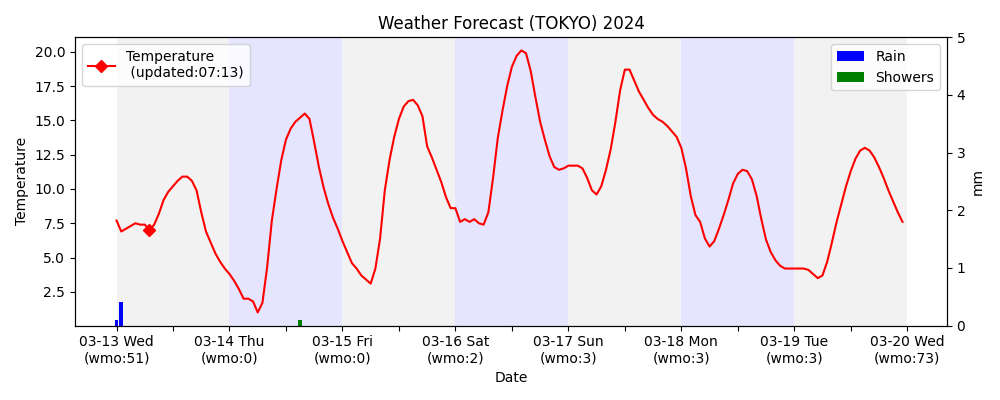 Weather Forecast (TOKYO) 2024
Temperature
(updated:07:13)
Rain
Showers
20.0
17.5
15.0
12.5
10.0
7.5
5.0
2.5
Temperature
5
4
3
2
1
0
mm
03-13 Wed
(wmo:51)
03-14 Thu
(wmo:0)
03-15 Fri
(wmo:0)
03-16 Sat
(wmo:2)
03-17 Sun
(wmo:3)
03-18 Mon
(wmo:3)
03-19 Tue
(wmo:3)
03-20 Wed
(wmo:73)
Date